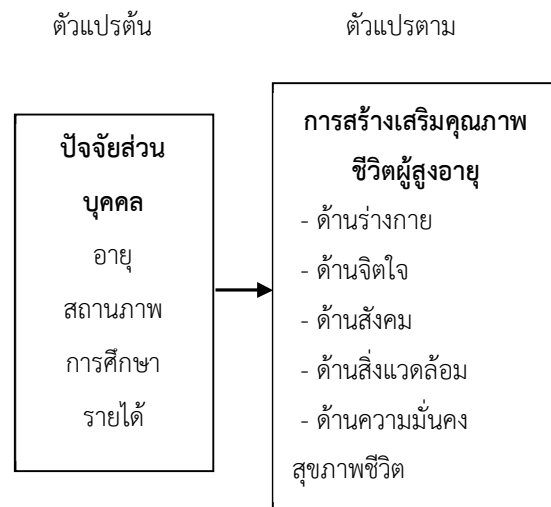 ตัวแปรต้น
ตัวแปรตาม
ปัจจัยส่วน
บุคคล
อายุ
สถานภาพ
การศึกษา
รายได้
การสร้างเสริมคุณภาพ
ชีวิตผู้สูงอายุ
- ด้านร่างกาย
- ด้านจิตใจ
- ด้านสังคม
- ด้านสิ่งแวดล้อม
- ด้านความมั่นคง
สุขภาพชีวิต